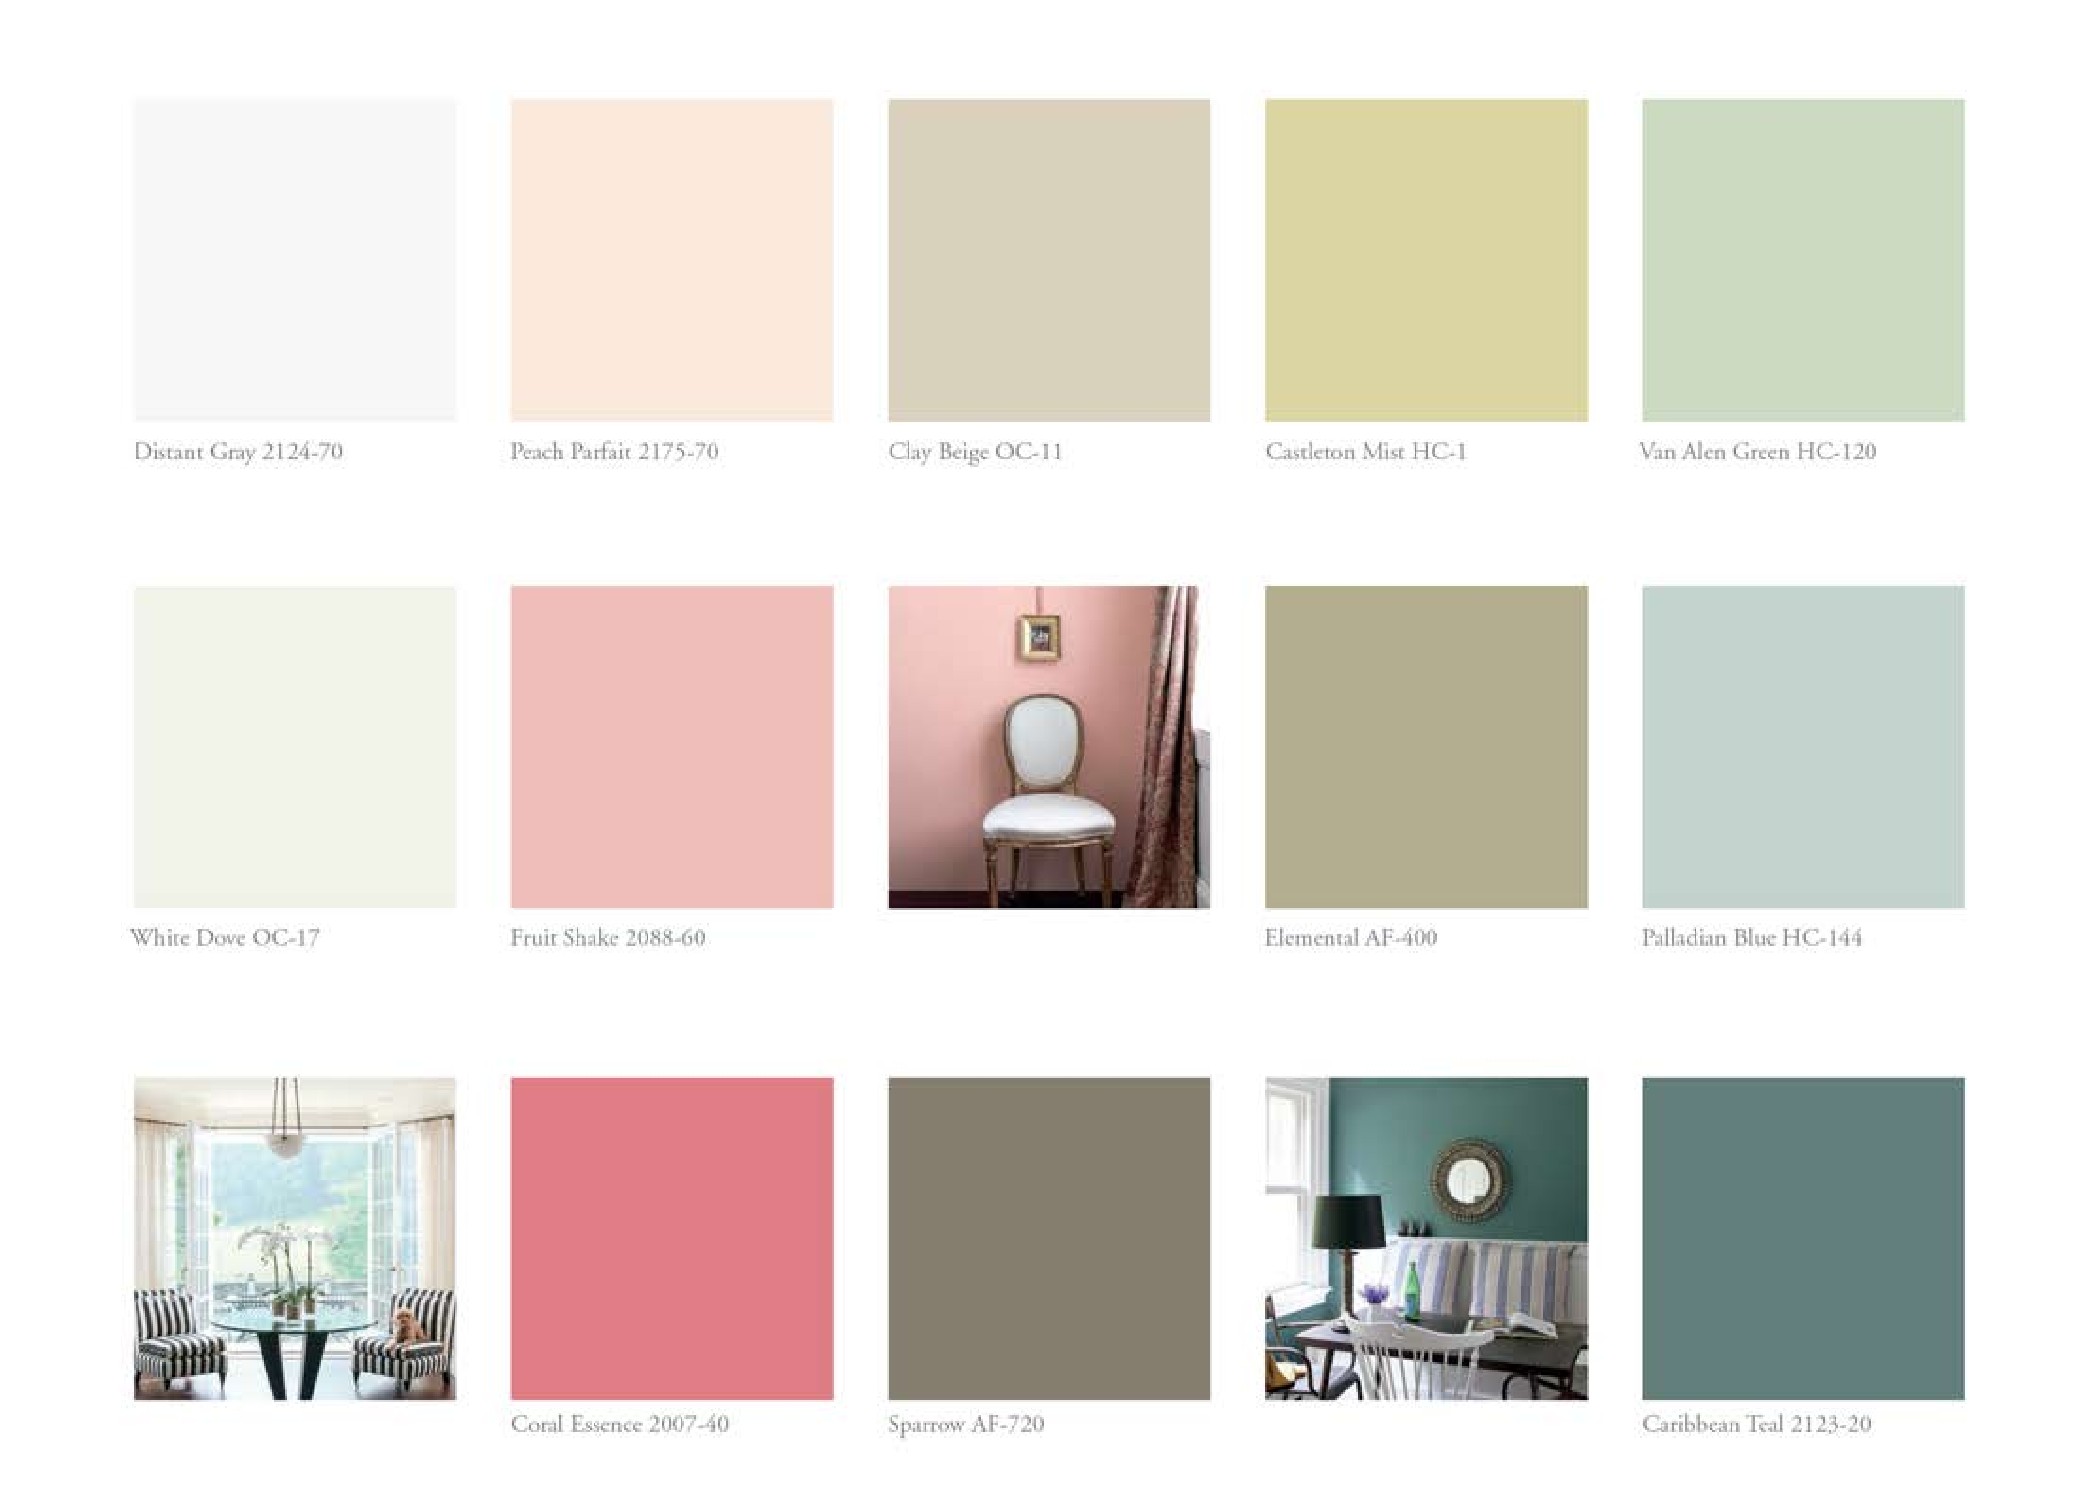 Distant Gray 2124-70
Peach Parfait 2175-70
Clay Beige OC-11
Castleton Mist HC-1
Van Alen Green HC-120
White Dove OC-17
Fruit Shake 2088-60
Elemental AF-400
Palladian Blue HC-144
Coral Essence 2007-40
Sparrow AF-720
Caribbean Teal 2123-20